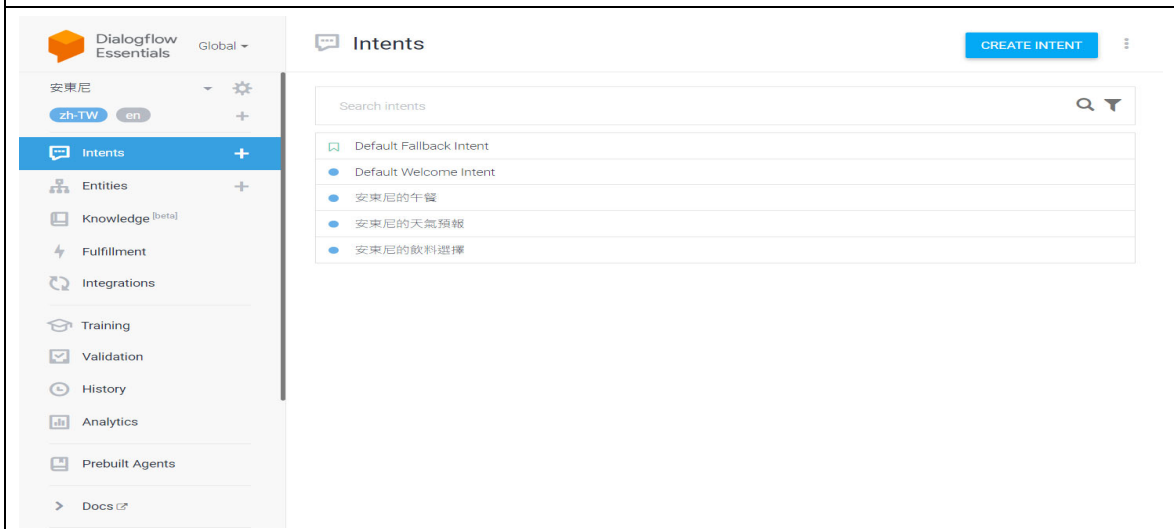 Dialogflow
Essentials
Global
安東尼
zh-TW en
Intents
Entities
Knowledge [beta]
Fulfillment
Integrations
Training
Validation
History
Analytics
Prebuilt Agents
Docs
Intents
CREATE INTENT
Search intents
Default Fallback Intent
Default Welcome Intent
安東尼的午餐
安東尼的天氣預報
安東尼的飲料選擇